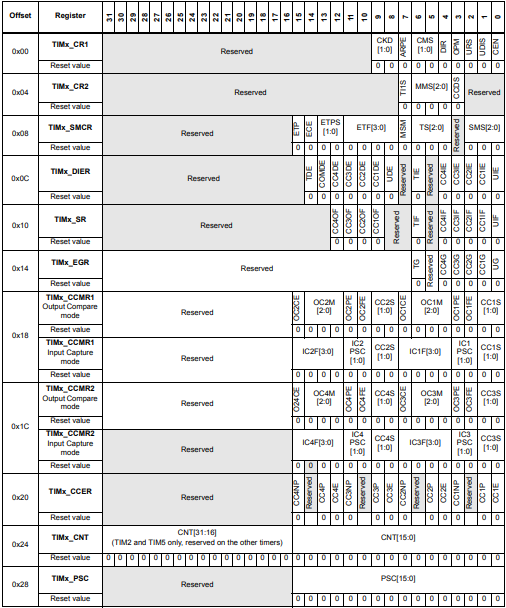 Offset Register 31 30 29 28 27 26 25 24 23 22 21 20 19 18 17 16 15 14 13 12 11 10 9 8 7 6 5 4 3 2 1 0
0x00 TIMx_CR1 Reserved CKD [1:0] ARPE CMS [1:0] DIR OPM URS UDIS CEN
Reset value 0 0 0 0 0 0 0 0 0 0
0x04 TIMx_CR2 Reserved TI1S MMS[2:0] CCDS Reserved
Reset value 0 0 0 0 0
0x08 TIMx_SMCR Reserved ETP ECE ETPS [1:0] ETF[3:0] MSM TS[2:0] Reserved SMS[2:0]
Reset value 0 0 0 0 0 0 0 0 0 0 0 0 0 0 0
0x0C TIMx_DIER Reserved TDE COMDE CC4DE CC3DE CC2DE CC1DE UDE Reserved TIE Reserved CC4IE CC3IE CC2IE CC1IE UIE
Reset value 0 0 0 0 0 0 0 0 0 0 0 0 0
0x10 TIMx_SR Reserved CC4OF CC3OF CC2OF CC1OF Reserved TIF Reserved CC4IF CC3IF CC2IF CC1IF UIF
Reset value 0 0 0 0 0 0 0 0 0 0
0x14 TIMx_EGR Reserved TG Reserved CC4G CC3G CC2G CC1G UG
Reset value 0 0 0 0 0 0
0x18 TIMx_CCMR1 Output Compare mode Reserved OC2CE OC2M [2:0] OC2PE OC2FE CC2S [1:0] OC1CE OC1M [2:0] OC1PE OC1FE CC1S [1:0]
Reset value 0 0 0 0 0 0 0 0 0 0 0 0 0 0 0 0
TIMx_CCMR1 Input Capture mode Reserved IC2F[3:0] IC2 PSC [1:0] CC2S [1:0] IC1F[3:0] IC1 PSC [1:0] CC1S [1:0]
Reset value 0 0 0 0 0 0 0 0 0 0 0 0 0 0 0 0
0x1C TIMx_CCMR2 Output Compare mode Reserved O24CE OC4M [2:0] OC4PE OC4FE CC4S [1:0] OC3CE OC3M [2:0] OC3PE OC3FE CC3S [1:0]
Reset value 0 0 0 0 0 0 0 0 0 0 0 0 0 0 0 0
TIMx_CCMR2 Input Capture mode Reserved IC4F[3:0] IC4 PSC [1:0] CC4S [1:0] IC3F[3:0] IC3 PSC [1:0] CC3S [1:0]
Reset value 0 0 0 0 0 0 0 0 0 0 0 0 0 0 0 0
0x20 TIMx_CCER Reserved CC4NP Reserved CC4P CC4E CC3NP Reserved CC3P CC3E CC2NP Reserved CC2P CC2E CC1NP Reserved CC1P CC1E
Reset value 0 0 0 0 0 0 0 0 0 0 0 0
0x24 TIMx_CNT CNT[31:16] (TIM2 and TIM5 only, reserved on the other timers) CNT[15:0]
Reset value 0 0 0 0 0 0 0 0 0 0 0 0 0 0 0 0 0 0 0 0 0 0 0 0 0 0 0 0 0 0 0 0
0x28 TIMx_PSC Reserved PSC[15:0]
Reset value 0 0 0 0 0 0 0 0 0 0 0 0 0 0 0 0